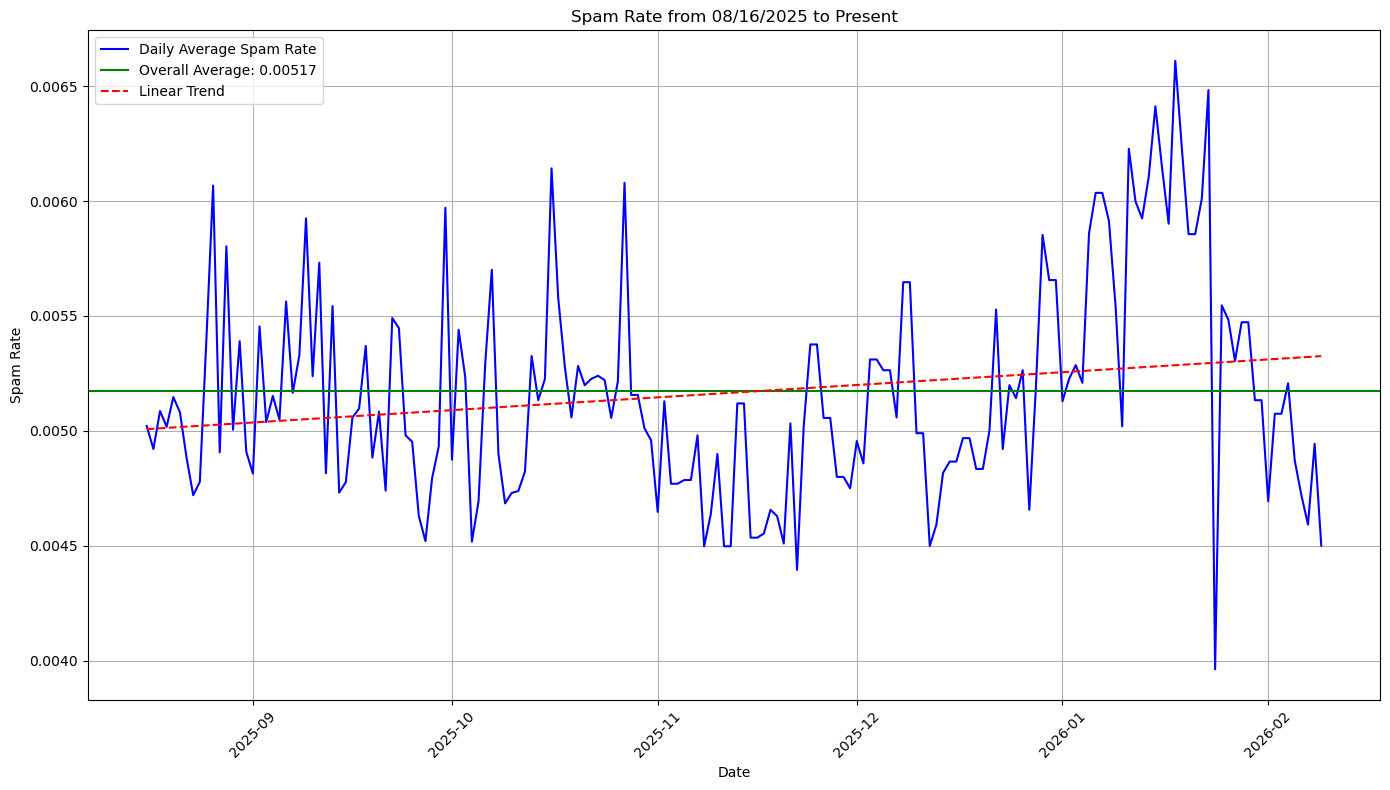 Spam Rate from 08/16/2025 to Present
Daily Average Spam Rate
Overall Average: 0.00517
Linear Trend
Spam Rate
0.0065
0.0060
0.0055
0.0050
0.0045
0.0040
2025-09
2025-10
2025-11
2025-12
2026-01
2026-02
Date